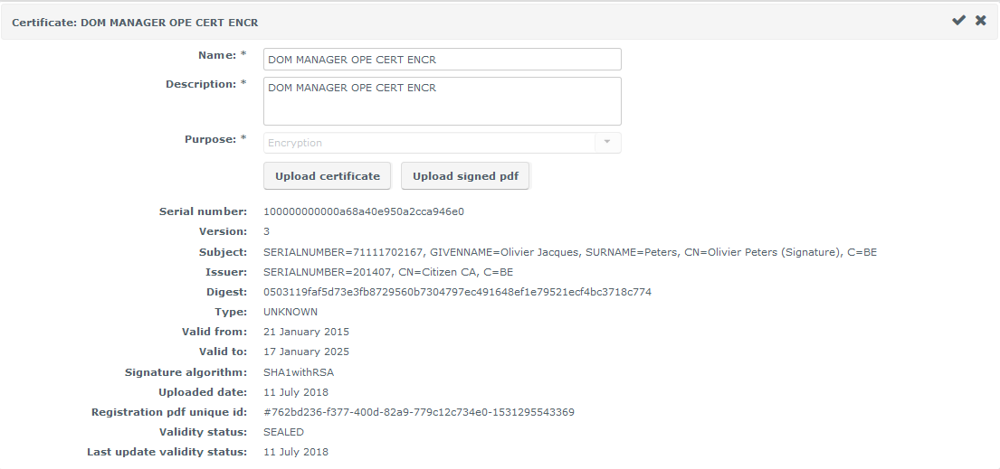 Certificate: DOM MANAGER OPE CERT ENCR
Name: * DOM MANAGER OPE CERT ENCR
Description: * DOM MANAGER OPE CERT ENCR
Purpose: * Encryption
Upload certificate Upload signed pdf
Serial number: 100000000000a68a40e950a2cca946e0
Version: 3
Subject: SERIALNUMBER=71111702167, GIVENNAME=Olivier Jacques, SURNAME=Peters, CN=Olivier Peters (Signature), C=BE
Issuer: SERIALNUMBER=201407, CN=Citizen CA, C=BE
Digest: 0503119faf5d73e3fb8729560b7304797ec491648ef1e79521ecf4bc3718c774
Type: UNKNOWN
Valid from: 21 January 2015
Valid to: 17 January 2025
Signature algorithm: SHA1withRSA
Uploaded date: 11 July 2018
Registration pdf unique id: #762bd236-f377-400d-82a9-779c12c734e0-1531295543369
Validity status: SEALED
Last update validity status: 11 July 2018